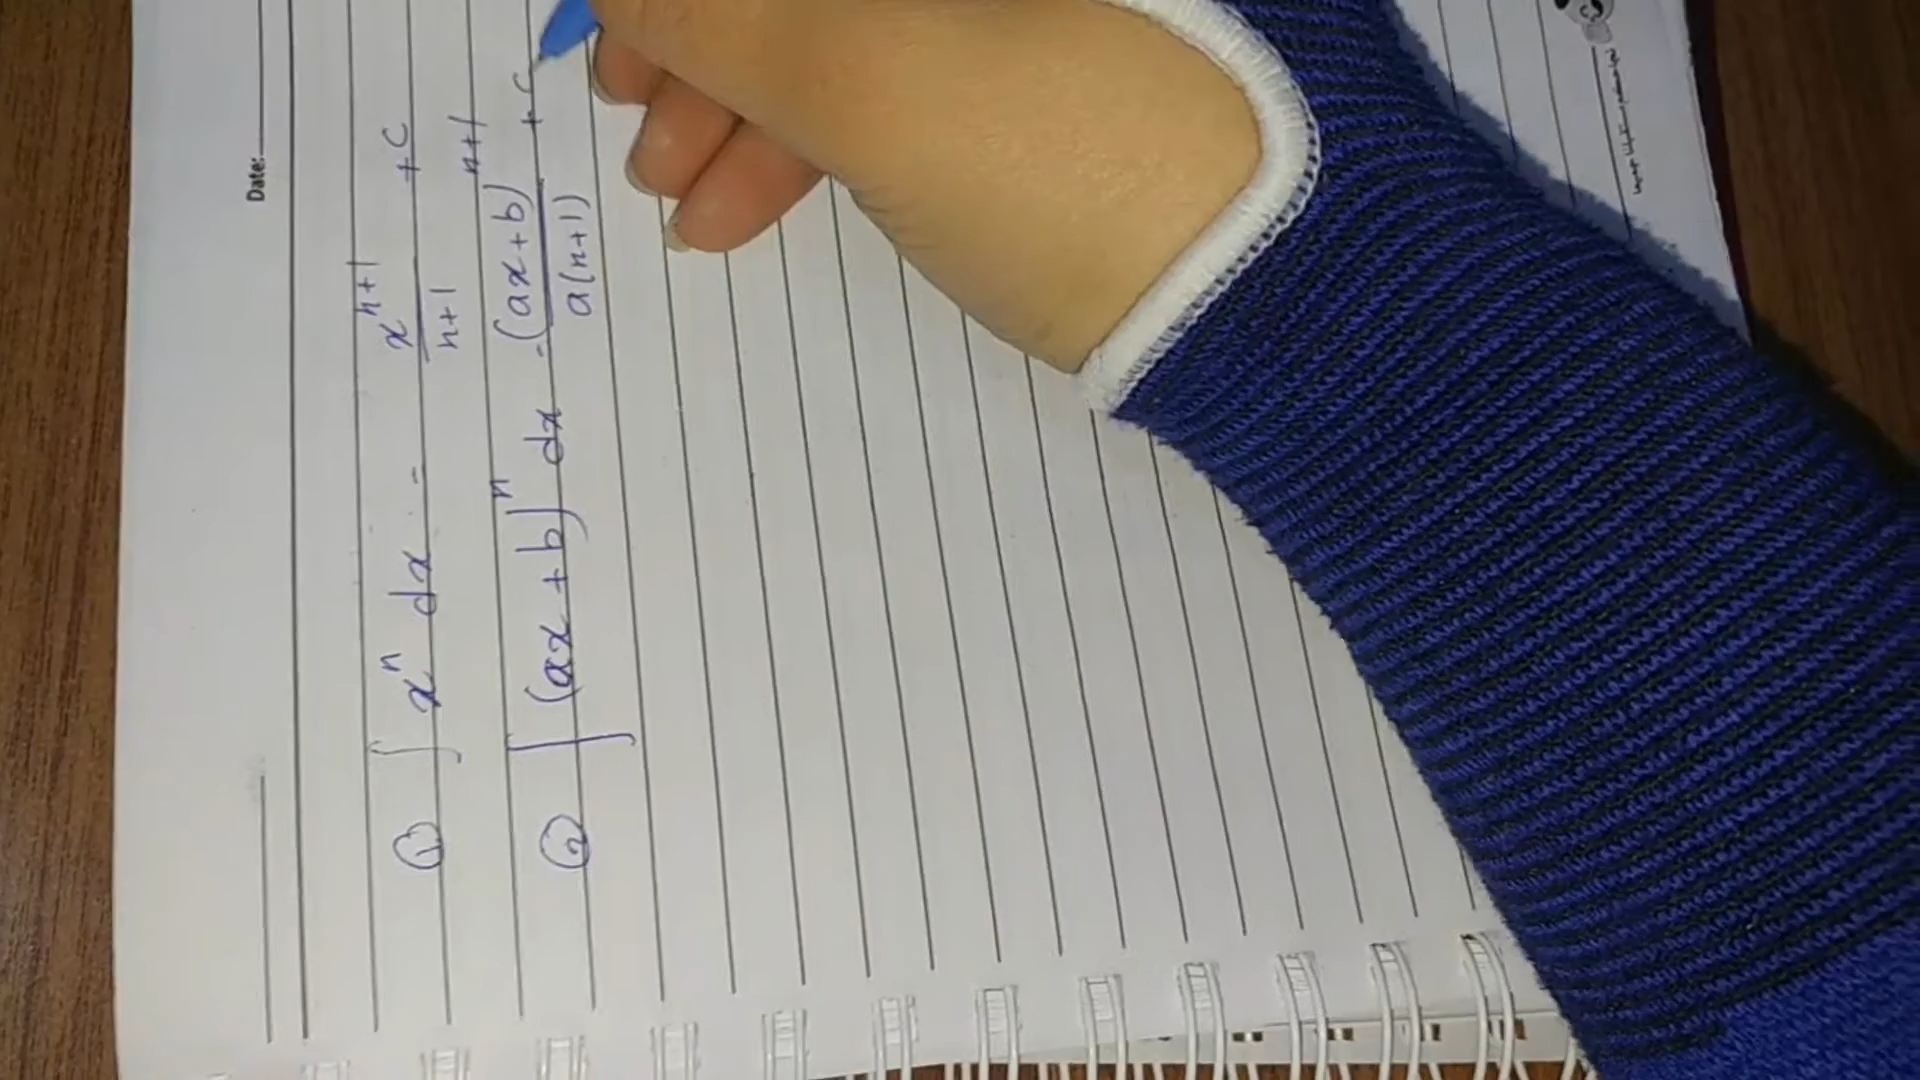 Date:
① ∫ xⁿ dx = xⁿ⁺¹ / n+1 + C
② ∫ (ax + b)ⁿ dx = (ax + b)ⁿ⁺¹ / a(n+1) + C